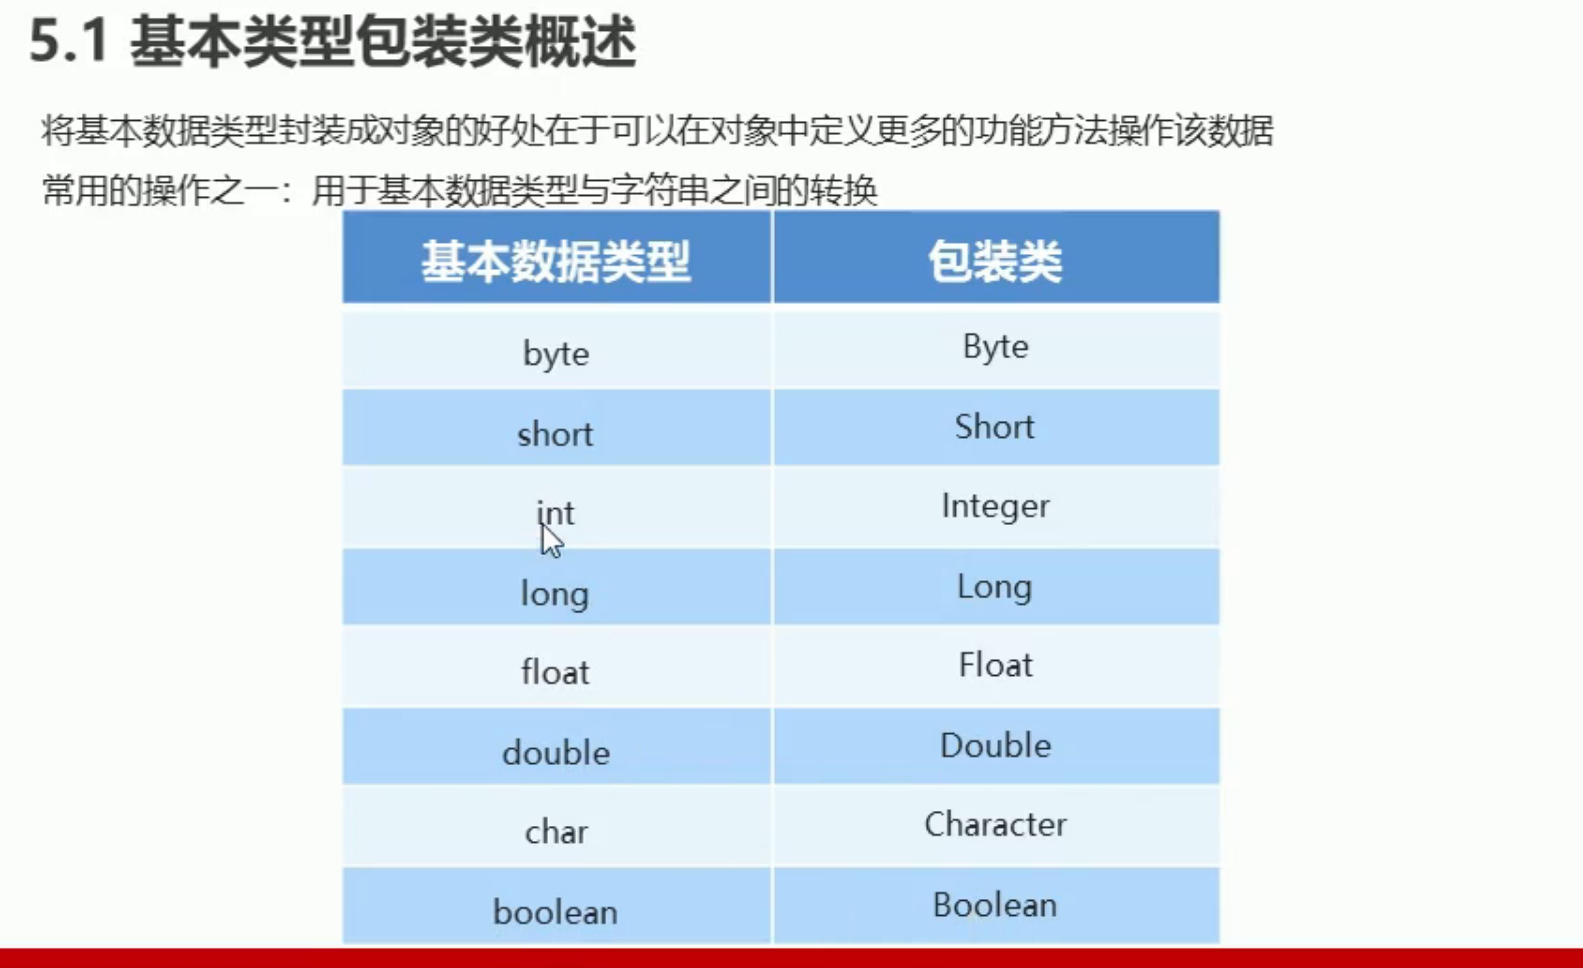 5.1 基本类型包装类概述
将基本数据类型封装成对象的好处在于可以在对象中定义更多的功能方法操作该数据
常用的操作之一：用于基本数据类型与字符串之间的转换
基本数据类型 包装类
byte Byte
short Short
int Integer
long Long
float Float
double Double
char Character
boolean Boolean